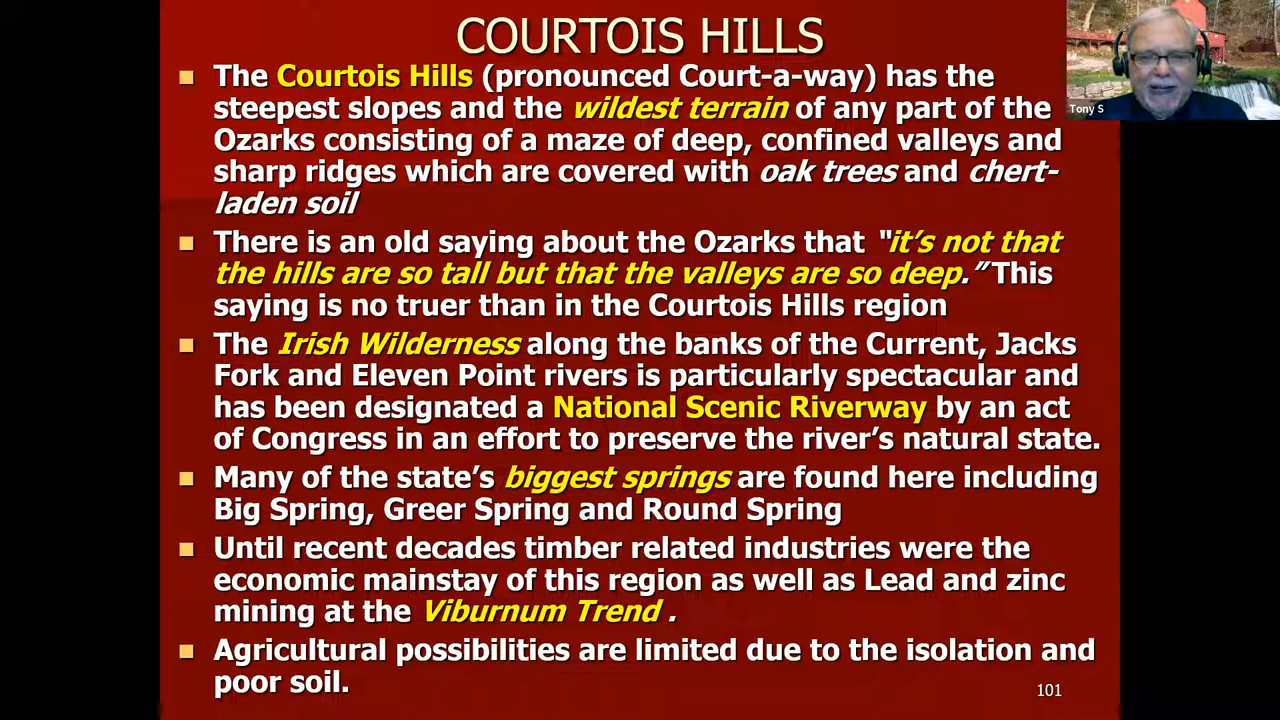 COURTOIS HILLS
The Courtois Hills (pronounced Court-a-way) has the
steepest slopes and the wildest terrain of any part of the
Ozarks consisting of a maze of deep, confined valleys and
sharp ridges which are covered with oak trees and chert-
laden soil
There is an old saying about the Ozarks that "it's not that
the hills are so tall but that the valleys are so deep." This
saying is no truer than in the Courtois Hills region
The Irish Wilderness along the banks of the Current, Jacks
Fork and Eleven Point rivers is particularly spectacular and
has been designated a National Scenic Riverway by an act
of Congress in an effort to preserve the river's natural state.
Many of the state's biggest springs are found here including
Big Spring, Greer Spring and Round Spring
Until recent decades timber related industries were the
economic mainstay of this region as well as Lead and zinc
mining at the Viburnum Trend .
Agricultural possibilities are limited due to the isolation and
poor soil.
101
Tony S